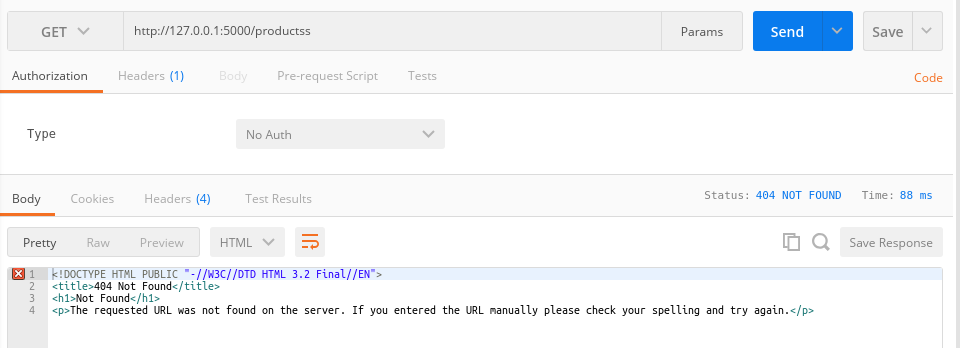 GET http://127.0.0.1:5000/productss Params Send Save
Authorization Headers (1) Body Pre-request Script Tests Code
Type No Auth
Body Cookies Headers (4) Test Results Status: 404 NOT FOUND Time: 88 ms
Pretty Raw Preview HTML Save Response
1 <!DOCTYPE HTML PUBLIC "-//W3C//DTD HTML 3.2 Final//EN">
2 <title>404 Not Found</title>
3 <h1>Not Found</h1>
4 <p>The requested URL was not found on the server. If you entered the URL manually please check your spelling and try again.</p>